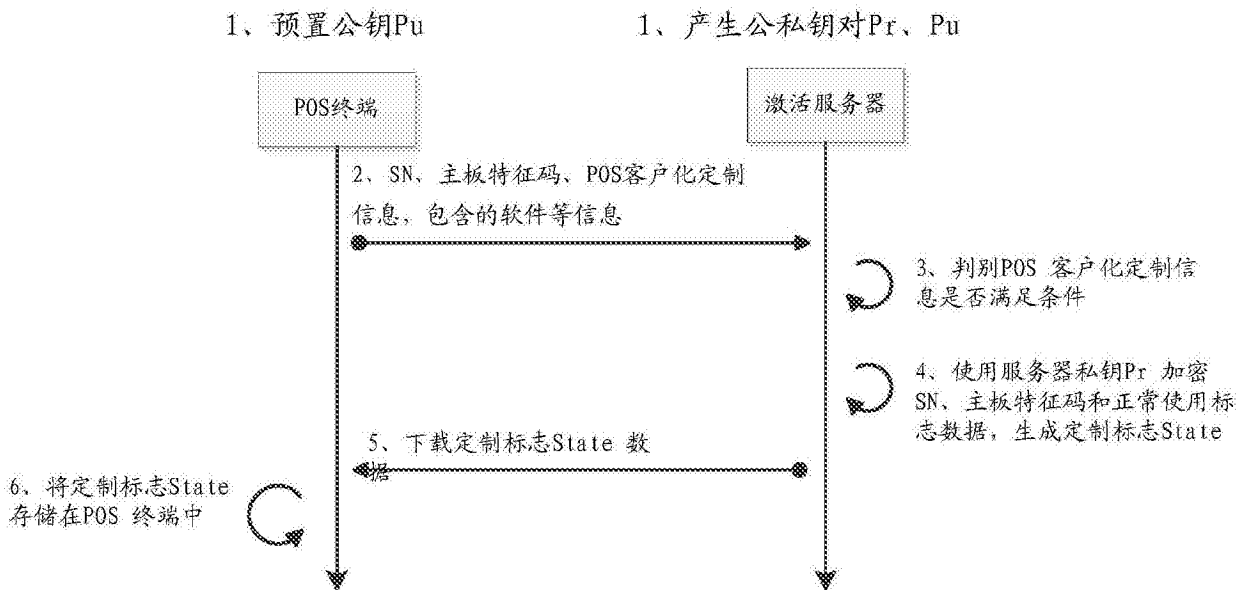 1、预置公钥Pu
1、产生公私钥对Pr、Pu
POS终端
激活服务器
2、SN、主板特征码、POS客户化定制
信息，包含的软件等信息
3、判别POS 客户化定制信
息是否满足条件
4、使用服务器私钥Pr 加密
SN、主板特征码和正常使用标
志数据，生成定制标志State
5、下载定制标志State 数
据
6、将定制标志State
存储在POS 终端中